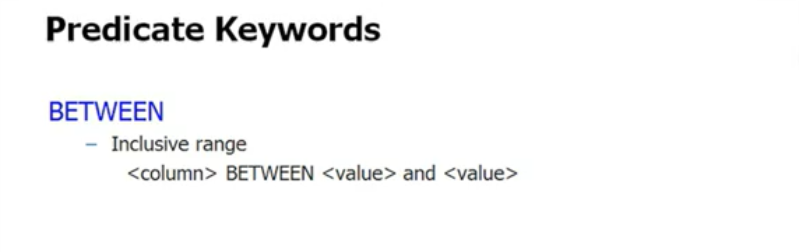 Predicate Keywords
BETWEEN
– Inclusive range
<column> BETWEEN <value> and <value>